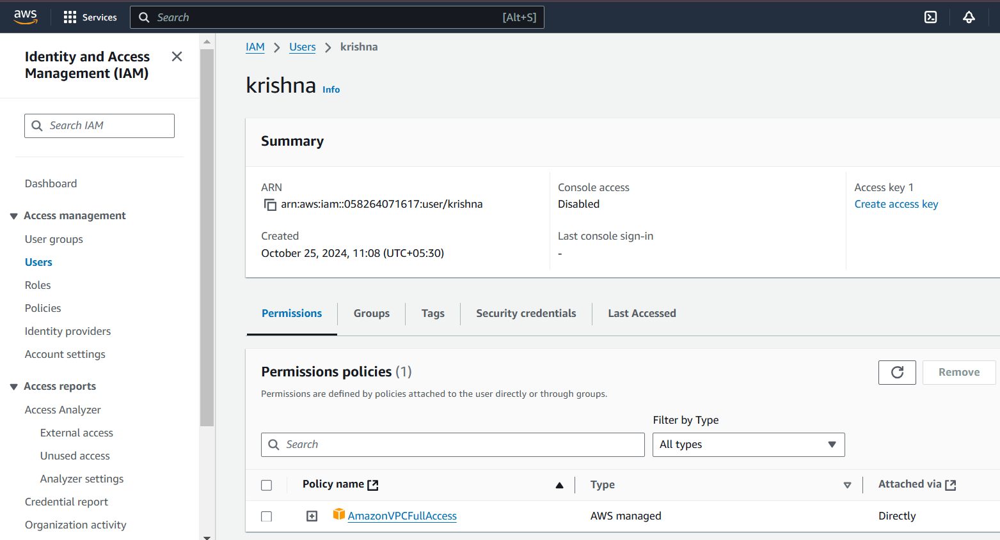 aws
Services
Search
[Alt+S]
Identity and Access
Management (IAM)
Search IAM
Dashboard
Access management
User groups
Users
Roles
Policies
Identity providers
Account settings
Access reports
Access Analyzer
External access
Unused access
Analyzer settings
Credential report
Organization activity
IAM
Users
krishna
krishna Info
Summary
ARN
arn:aws:iam::058264071617:user/krishna
Created
October 25, 2024, 11:08 (UTC+05:30)
Console access
Disabled
Last console sign-in
-
Access key 1
Create access key
Permissions
Groups
Tags
Security credentials
Last Accessed
Permissions policies (1)
Remove
Permissions are defined by policies attached to the user directly or through groups.
Filter by Type
Search
All types
Policy name
Type
Attached via
AmazonVPCFullAccess
AWS managed
Directly